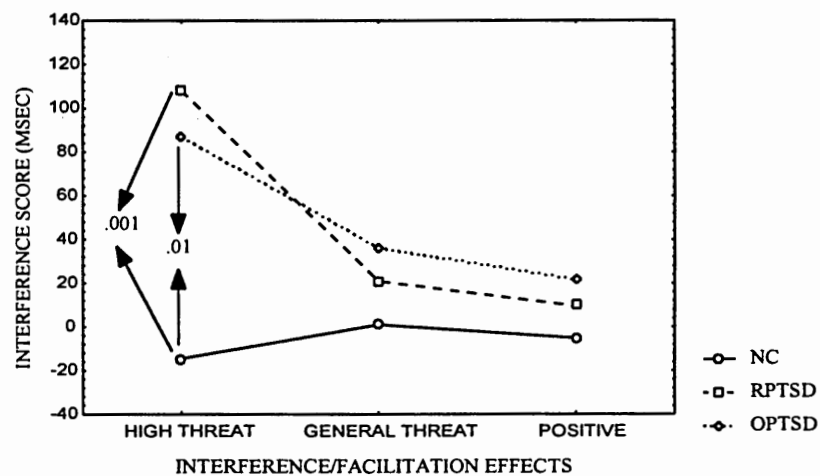 INTERFERENCE SCORE (MSEC)
140
120
100
80
60
40
20
0
-20
-40
.001
.01
HIGH THREAT
GENERAL THREAT
POSITIVE
INTERFERENCE/FACILITATION EFFECTS
NC
RPTSD
OPTSD